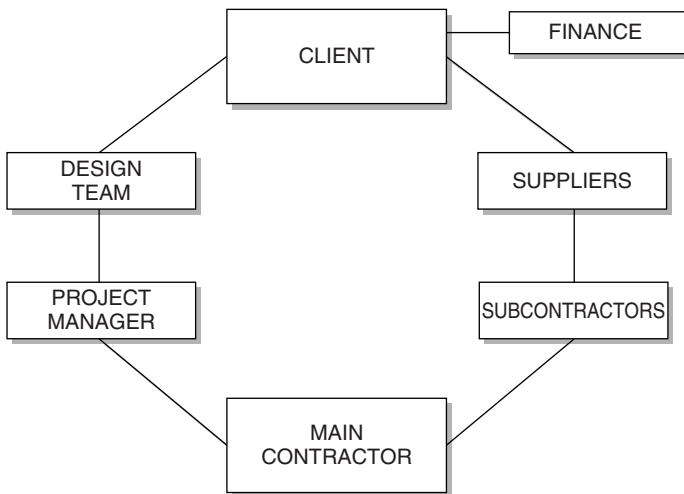 CLIENT
FINANCE
DESIGN
TEAM
SUPPLIERS
PROJECT
MANAGER
SUBCONTRACTORS
MAIN
CONTRACTOR